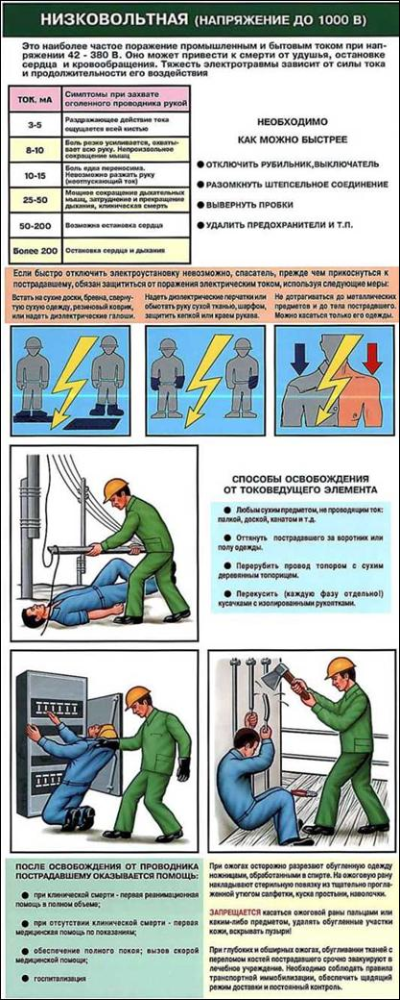 НИЗКОВОЛЬТНАЯ (НАПРЯЖЕНИЕ ДО 1000 В)
Это наиболее частое поражение промышленным и бытовым током при нап-
ряжении 42 - 380 В. Оно может привести к смерти от удушья, остановке
сердца и кровообращения. Тяжесть электротравмы зависит от силы тока
и продолжительности его воздействия
ТОК, мА
Симптомы при захвате
оголенного проводника рукой
3-5
Раздражающее действие тока
ощущается всей кистью
8-10
Боль резко усиливается, охваты-
вает всю руку. Непроизвольное
сокращение мышц
10-15
Боль едва переносима.
Невозможно разжать руку
(неотпускающий ток)
25-50
Мощное сокращение дыхательных
мышц, затруднение и прекращение
дыхания, клиническая смерть
50-200
Возможна остановка сердца
Более 200
Остановка сердца и дыхания
НЕОБХОДИМО
КАК МОЖНО БЫСТРЕЕ
● ОТКЛЮЧИТЬ РУБИЛЬНИК,ВЫКЛЮЧАТЕЛЬ
● РАЗОМКНУТЬ ШТЕПСЕЛЬНОЕ СОЕДИНЕНИЕ
● ВЫВЕРНУТЬ ПРОБКИ
● УДАЛИТЬ ПРЕДОХРАНИТЕЛИ И Т.П.
Если быстро отключить электроустановку невозможно, спасатель, прежде чем прикоснуться к
пострадавшему, обязан защититься от поражения электрическим током, используя следующие меры:
Встать на сухие доски, бревна, сверну-
тую сухую одежду, резиновый коврик,
или надеть диэлектрические галоши.
Надеть диэлектрические перчатки или
обмотать руку сухой тканью, шарфом,
защитить кепкой или краем рукава.
Не дотрагиваться до металлических
предметов и до тела пострадавшего.
Можно касаться только его одежды.
СПОСОБЫ ОСВОБОЖДЕНИЯ
ОТ ТОКОВЕДУЩЕГО ЭЛЕМЕНТА
● Любым сухим предметом, не проводящим ток:
палкой, доской, канатом и т.д.
● Оттянуть пострадавшего за воротник или
полу одежды.
● Перерубить провод топором с сухим
деревянным топорищем.
● Перекусить (каждую фазу отдельно!)
кусачками с изолированными рукоятками.
ПОСЛЕ ОСВОБОЖДЕНИЯ ОТ ПРОВОДНИКА
ПОСТРАДАВШЕМУ ОКАЗЫВАЕТСЯ ПОМОЩЬ:
● при клинической смерти - первая реанимационная
помощь в полном объеме;
● при отсутствии клинической смерти - первая
медицинская помощь по показаниям;
● обеспечение полного покоя; вызов скорой
медицинской помощи;
● госпитализация
При ожогах осторожно разрезают обугленную одежду
ножницами, обработанными в спирте. На ожоговую рану
накладывают стерильную повязку из тщательно прогла-
женной утюгом салфетки, куска простыни, наволочки.
ЗАПРЕЩАЕТСЯ касаться ожоговой раны пальцами или
каким-либо предметом, удалять обугленные участки
кожи, вскрывать пузыри!
При глубоких и обширных ожогах, обугливании тканей с
переломом костей пострадавшего срочно эвакуируют в
лечебное учреждение. Необходимо соблюдать правила
транспортной иммобилизации, обеспечить щадящий
режим доставки и постоянный контроль.